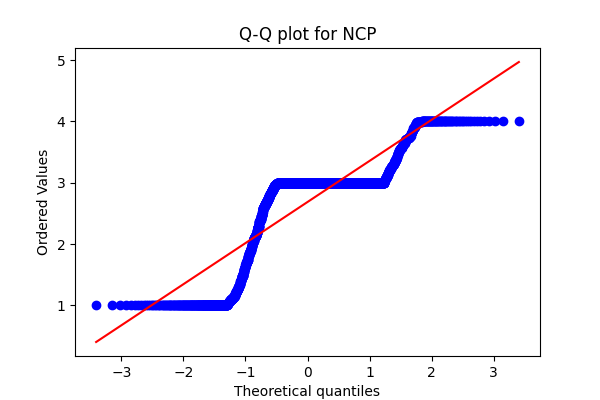 Q-Q plot for NCP
Ordered Values
5
4
3
2
1
−3 −2 −1 0 1 2 3
Theoretical quantiles